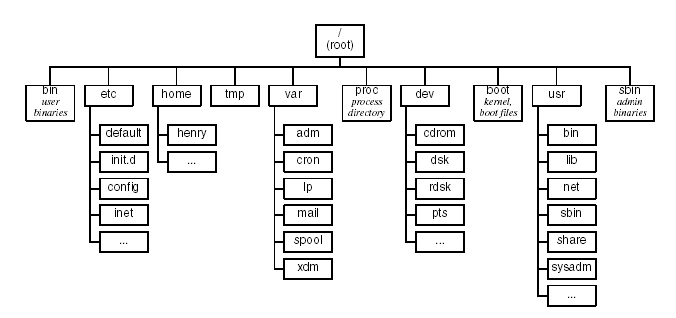 /
(root)
bin
user
binaries
etc
home
tmp
var
proc
process
directory
dev
boot
kernel,
boot files
usr
sbin
admin
binaries
default
init.d
config
inet
...
henry
...
adm
cron
lp
mail
spool
xdm
cdrom
dsk
rdsk
pts
...
bin
lib
net
sbin
share
sysadm
...